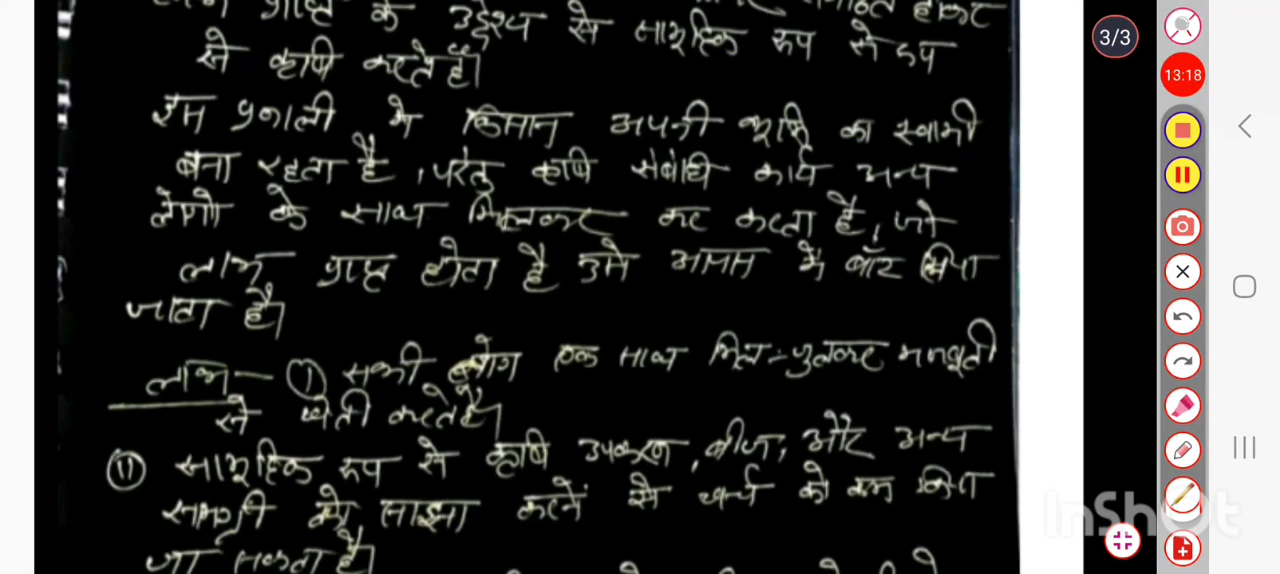 के उद्देश्य से सामूहिक रूप से रूप
से कृषि करते है।
इस प्रणाली मे किसान अपनी भूमि का स्वामी
बना रहता है, परंतु कृषि संबंधि कार्य अन्य
लोगो के साथ मिलकर कर करता है, जो
लाभ प्राप्त होता है उसे आपस में बाँट लिया
जाता है।
लाभ – (I) सभी लोग एक साथ मिल-जुलकर मजबूती
से खेती करते है।
(II) सामूहिक रूप से कृषि उपकरण, बीज, और अन्य
सामग्री को साझा करने से खर्च को कम किया
जा सकता है।
3/3
13:18
InShOt